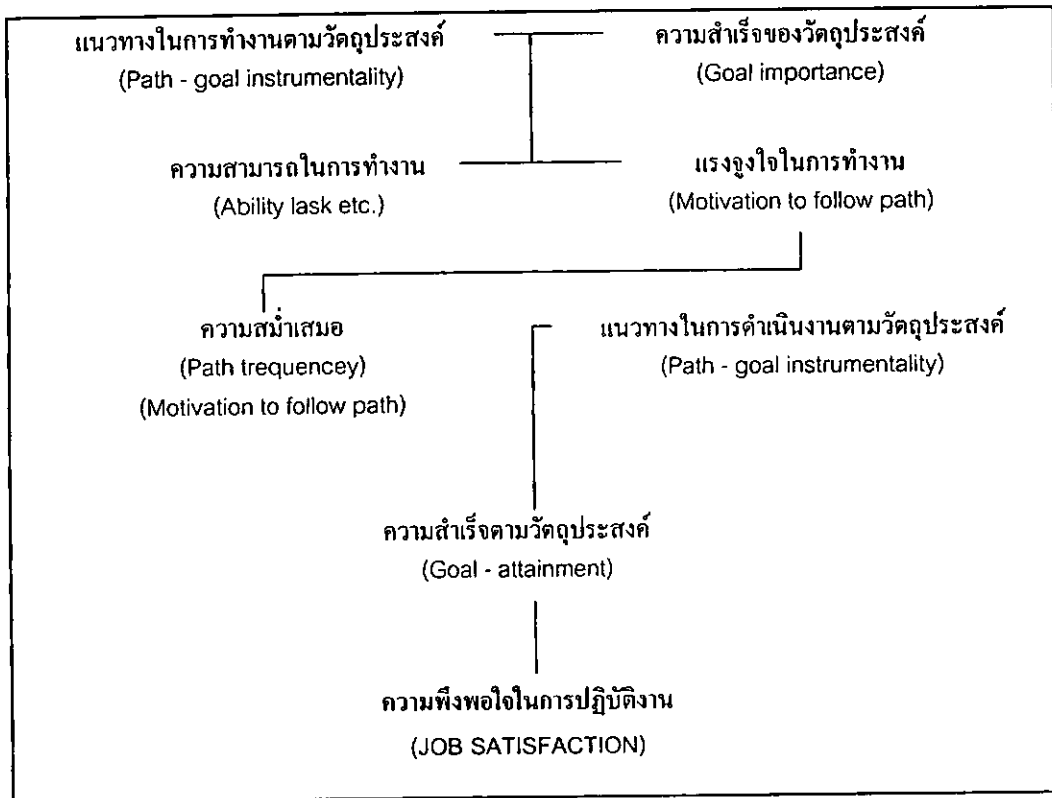 แนวทางในการทำงานตามวัตถุประสงค์
(Path - goal instrumentality)
ความสำเร็จของวัตถุประสงค์
(Goal importance)
ความสามารถในการทำงาน
(Ability lask etc.)
แรงจูงใจในการทำงาน
(Motivation to follow path)
ความสม่ำเสมอ
(Path trequencey)
(Motivation to follow path)
แนวทางในการดำเนินงานตามวัตถุประสงค์
(Path - goal instrumentality)
ความสำเร็จตามวัตถุประสงค์
(Goal - attainment)
ความพึงพอใจในการปฏิบัติงาน
(JOB SATISFACTION)